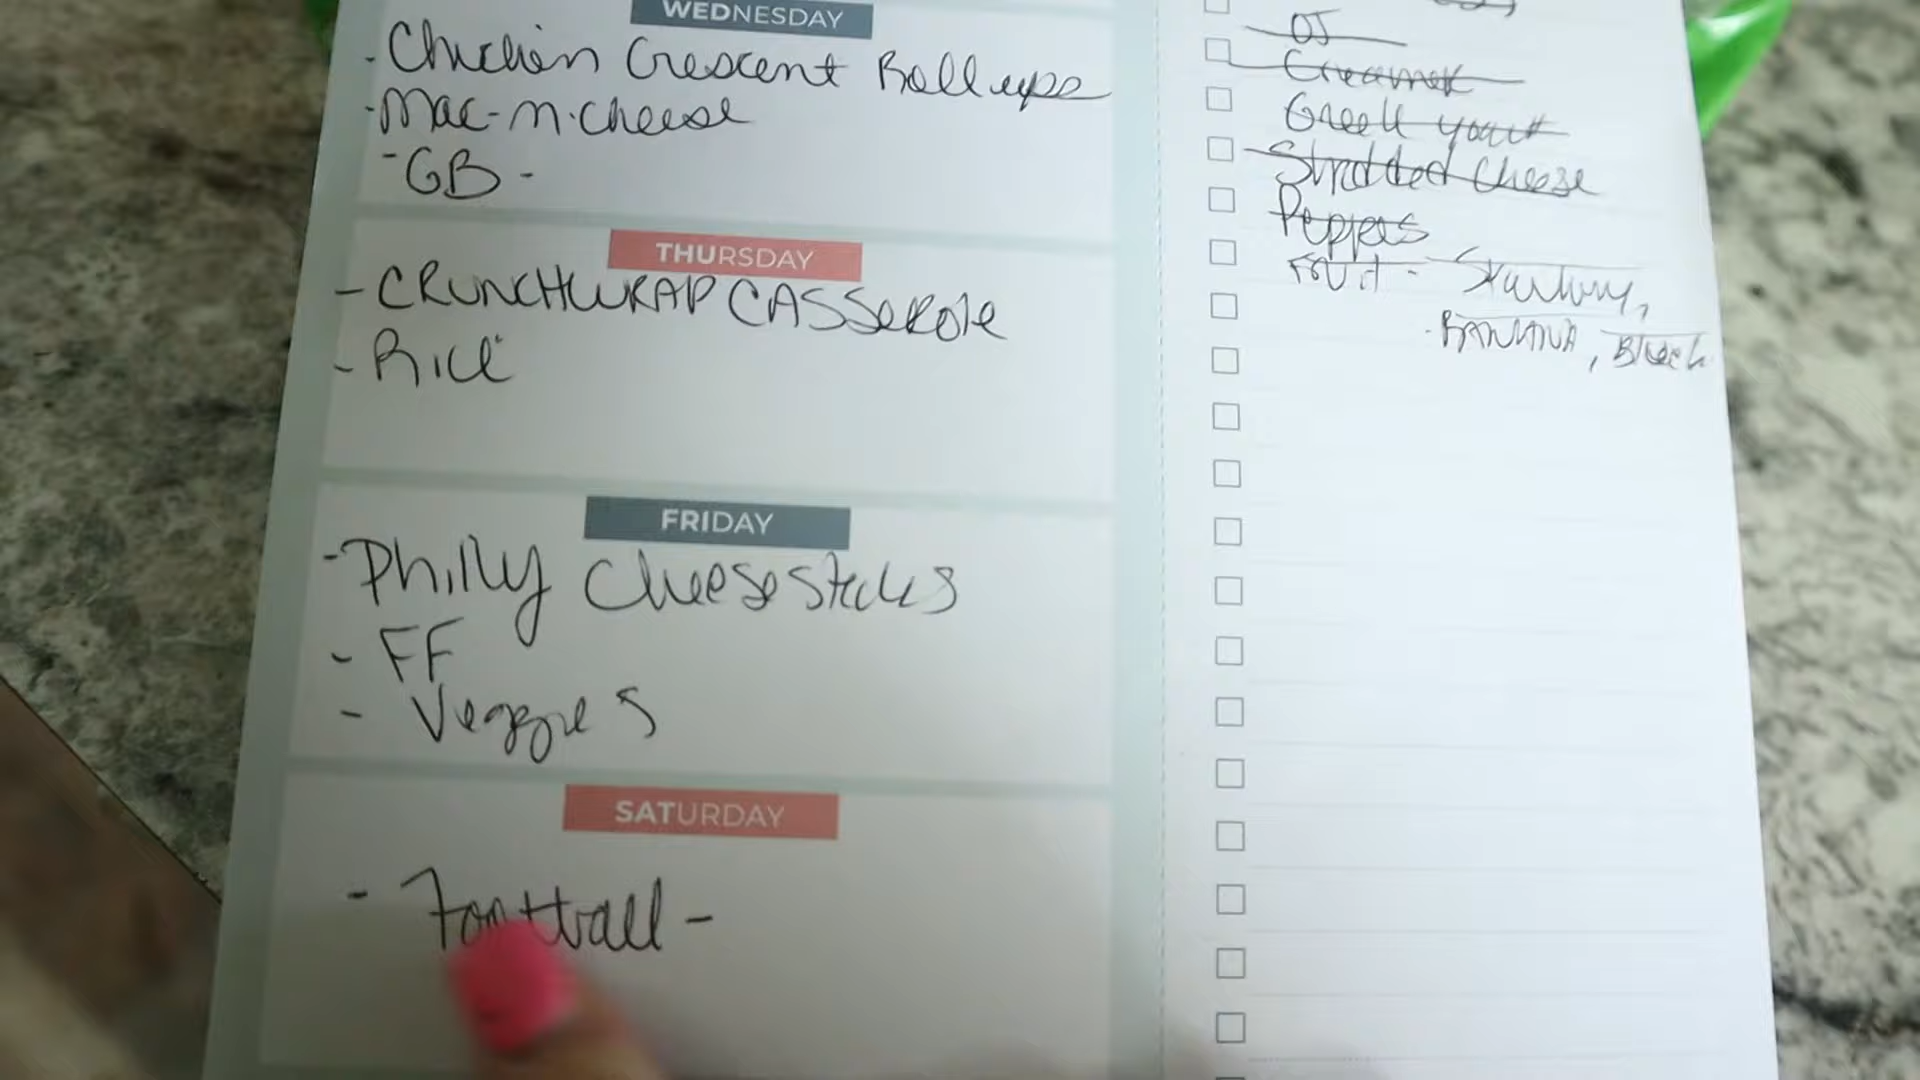 WEDNESDAY
- Chicken Crescent Roll ups
- Mac-n-cheese
- GB -
THURSDAY
- CRUNCHWRAP CASSeRole
- Rice
FRIDAY
- Philly Cheesesteaks
- FF
- Veggies
SATURDAY
- Football -
OJ
Creamer
Greek
Shredded Cheese
Peppers
Fruit -
BANANA,